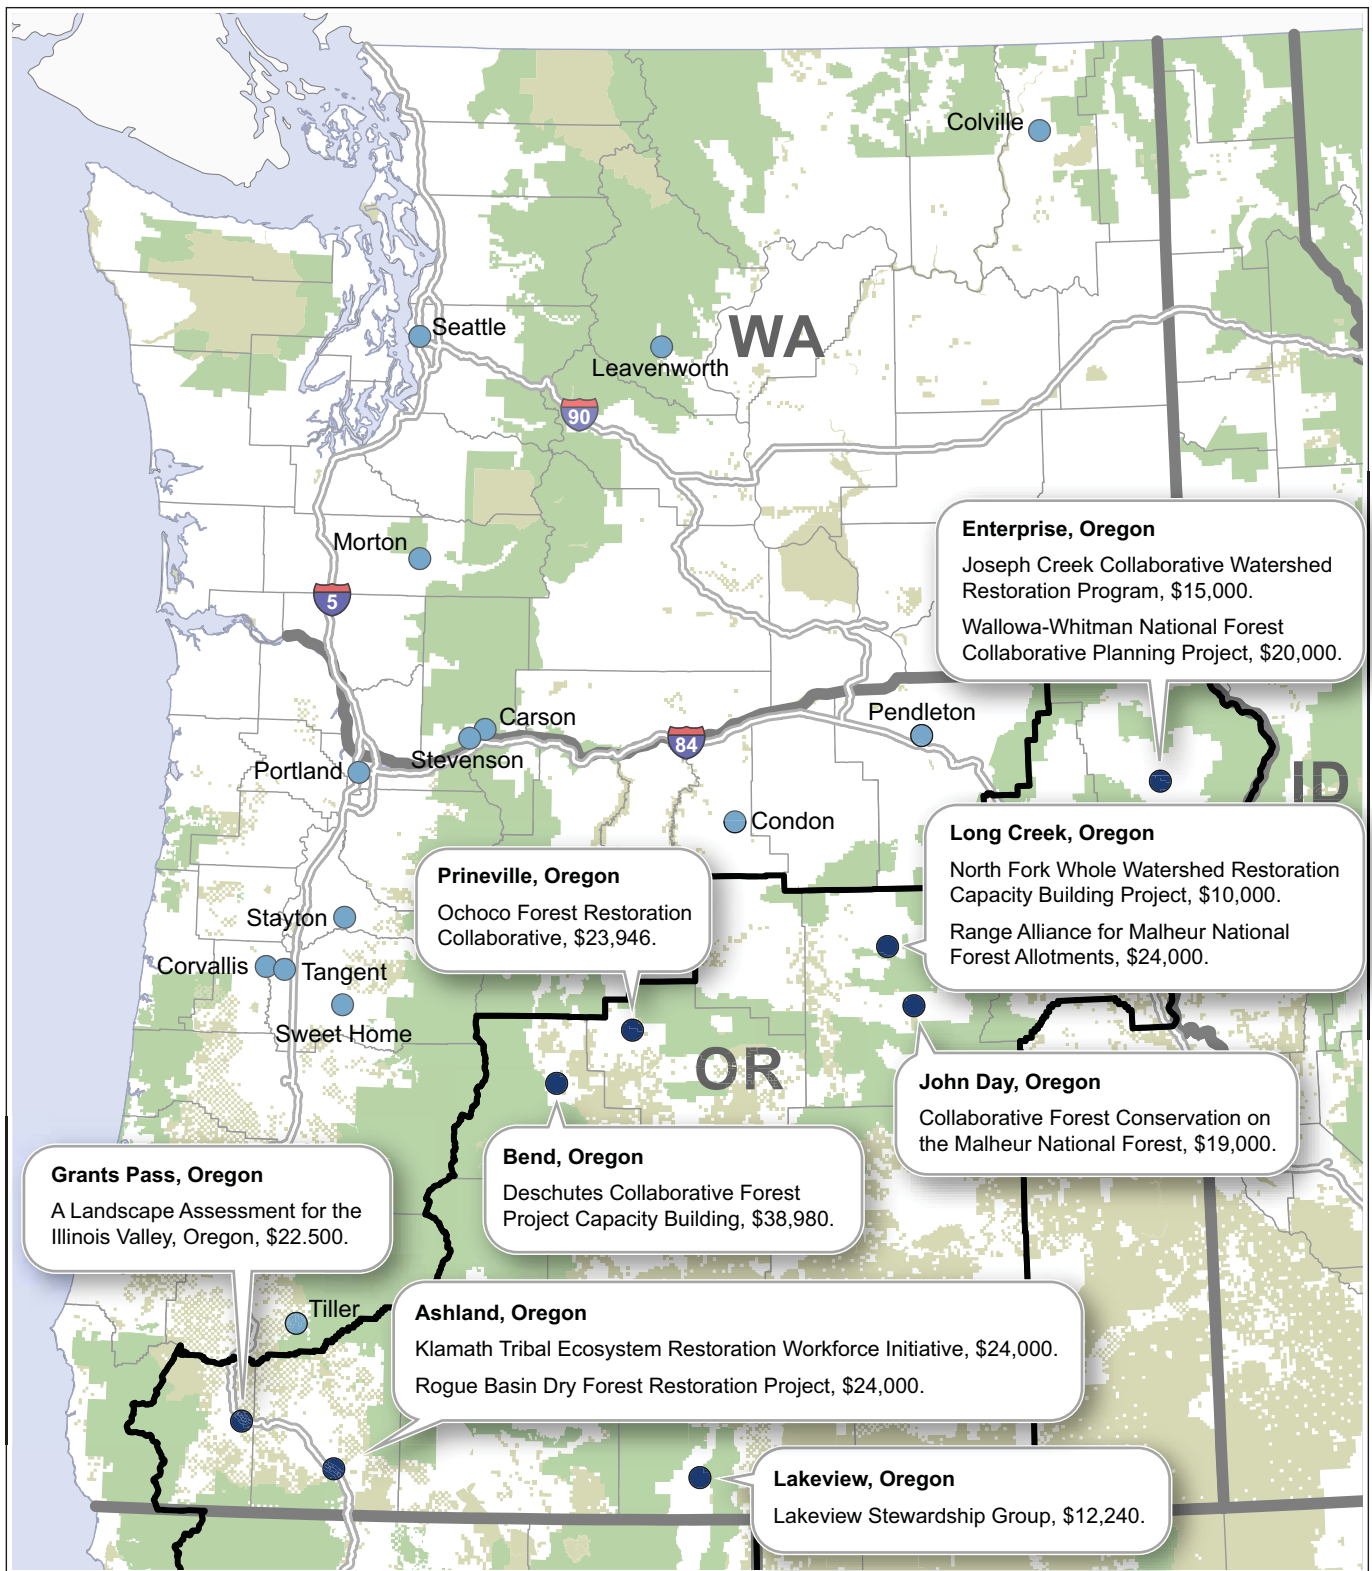 Colville
Seattle
WA
Leavenworth
90
Enterprise, Oregon
Joseph Creek Collaborative Watershed
Restoration Program, $15,000.
Wallowa-Whitman National Forest
Collaborative Planning Project, $20,000.
Morton
5
Carson
Pendleton
84
Stevenson
Portland
ID
Condon
Long Creek, Oregon
North Fork Whole Watershed Restoration
Capacity Building Project, $10,000.
Range Alliance for Malheur National
Forest Allotments, $24,000.
Prineville, Oregon
Ochoco Forest Restoration
Collaborative, $23,946.
Stayton
Corvallis
Tangent
Sweet Home
OR
John Day, Oregon
Collaborative Forest Conservation on
the Malheur National Forest, $19,000.
Bend, Oregon
Deschutes Collaborative Forest
Project Capacity Building, $38,980.
Grants Pass, Oregon
A Landscape Assessment for the
Illinois Valley, Oregon, $22.500.
Tiller
Ashland, Oregon
Klamath Tribal Ecosystem Restoration Workforce Initiative, $24,000.
Rogue Basin Dry Forest Restoration Project, $24,000.
Lakeview, Oregon
Lakeview Stewardship Group, $12,240.